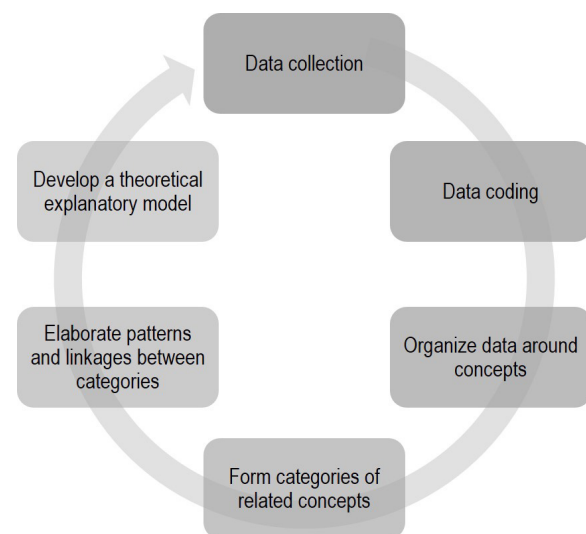 Data collection
Data coding
Organize data around
concepts
Form categories of
related concepts
Elaborate patterns
and linkages between
categories
Develop a theoretical
explanatory model